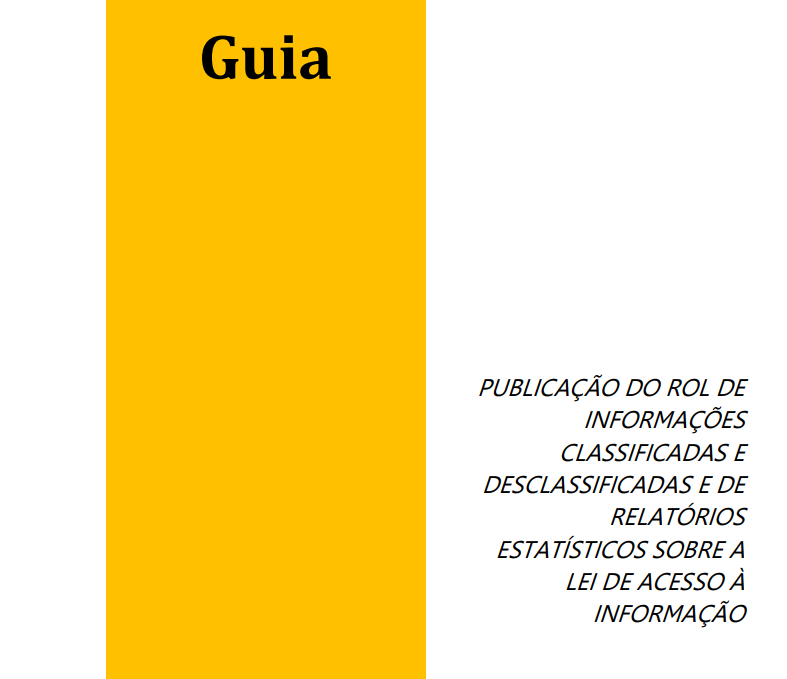 Guia
PUBLICAÇÃO DO ROL DE
INFORMAÇÕES
CLASSIFICADAS E
DESCLASSIFICADAS E DE
RELATÓRIOS
ESTATÍSTICOS SOBRE A
LEI DE ACESSO À
INFORMAÇÃO